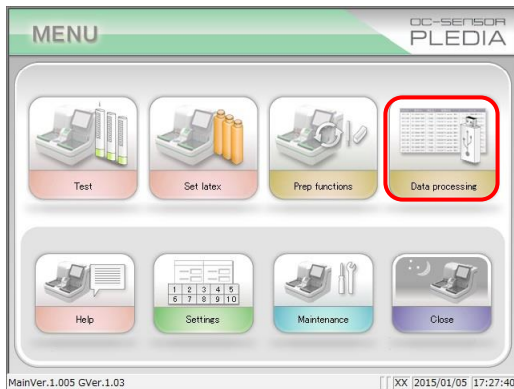 MENU
OC-SENSOR
PLEDIA
Test
Set latex
Prep functions
Data processing
1 2 3 4 5
6 7 8 9 10
Help
Settings
Maintenance
Close
MainVer.1.005 GVer.1.03
XX 2015/01/05 17:27:40